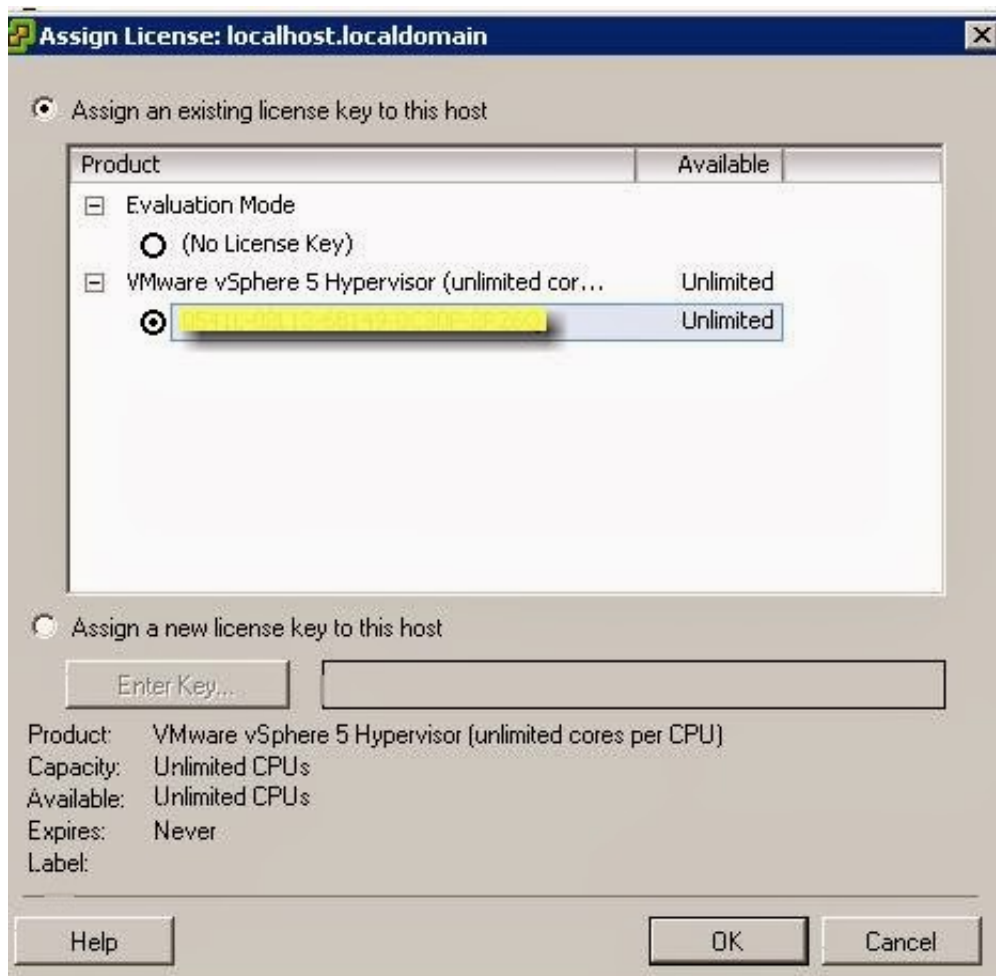 Assign License: localhost.localdomain
Assign an existing license key to this host
Product Available
Evaluation Mode
(No License Key)
VMware vSphere 5 Hypervisor (unlimited cor... Unlimited
Unlimited
Assign a new license key to this host
Enter Key...
Product: VMware vSphere 5 Hypervisor (unlimited cores per CPU)
Capacity: Unlimited CPUs
Available: Unlimited CPUs
Expires: Never
Label:
Help OK Cancel